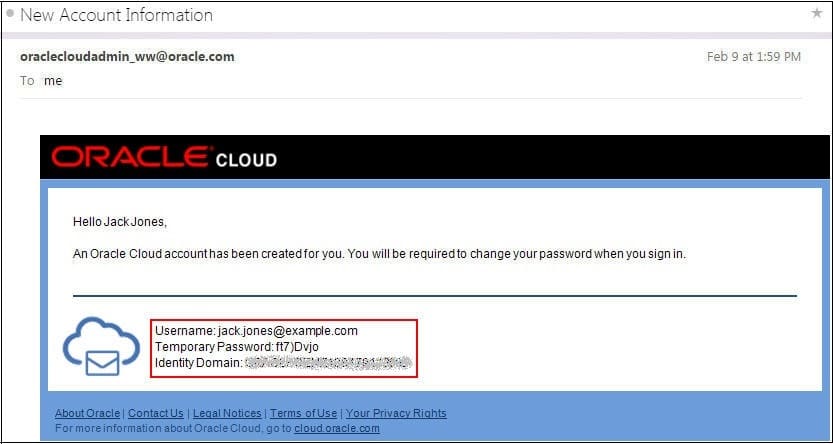 New Account Information
oraclecloudadmin_ww@oracle.com Feb 9 at 1:59 PM
To me
ORACLE CLOUD
Hello Jack Jones,
An Oracle Cloud account has been created for you. You will be required to change your password when you sign in.
Username: jack.jones@example.com
Temporary Password: ft7)Dvjo
Identity Domain:
About Oracle | Contact Us | Legal Notices | Terms of Use | Your Privacy Rights
For more information about Oracle Cloud, go to cloud.oracle.com